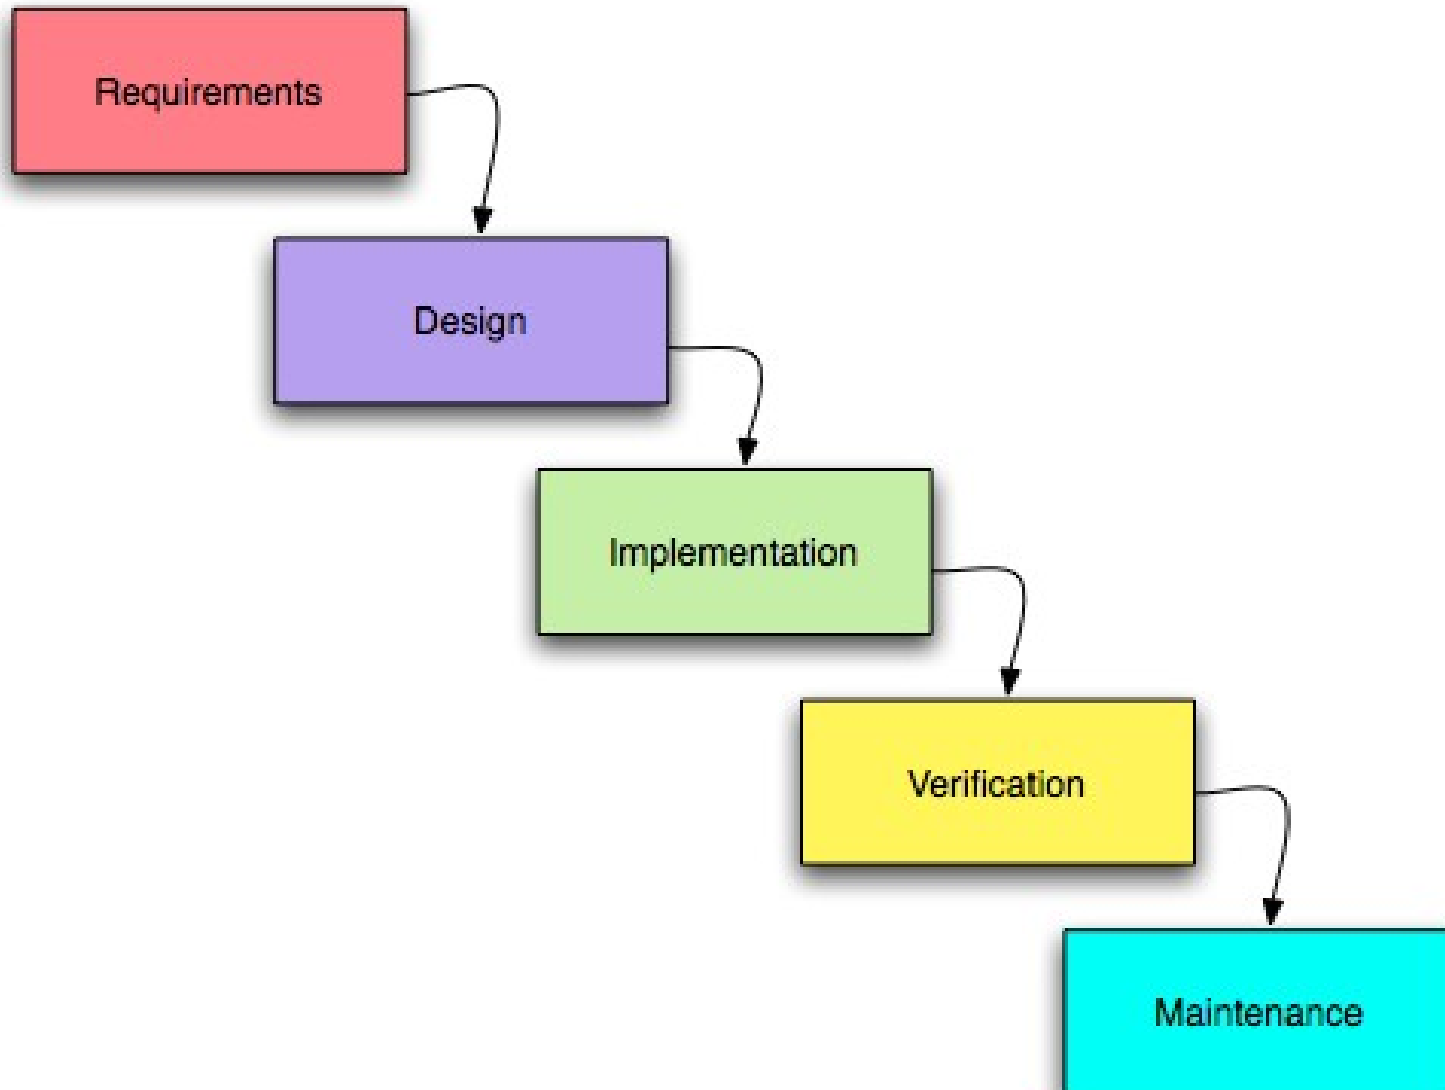 Requirements
Design
Implementation
Verification
Maintenance